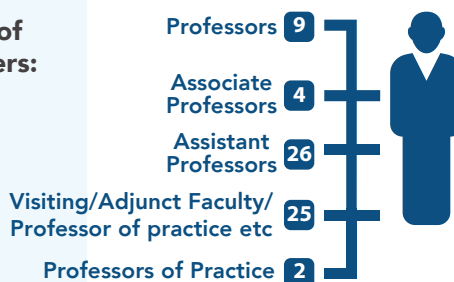 of
ers:
Professors 9
Associate
Professors 4
Assistant
Professors 26
Visiting/Adjunct Faculty/
Professor of practice etc 25
Professors of Practice 2